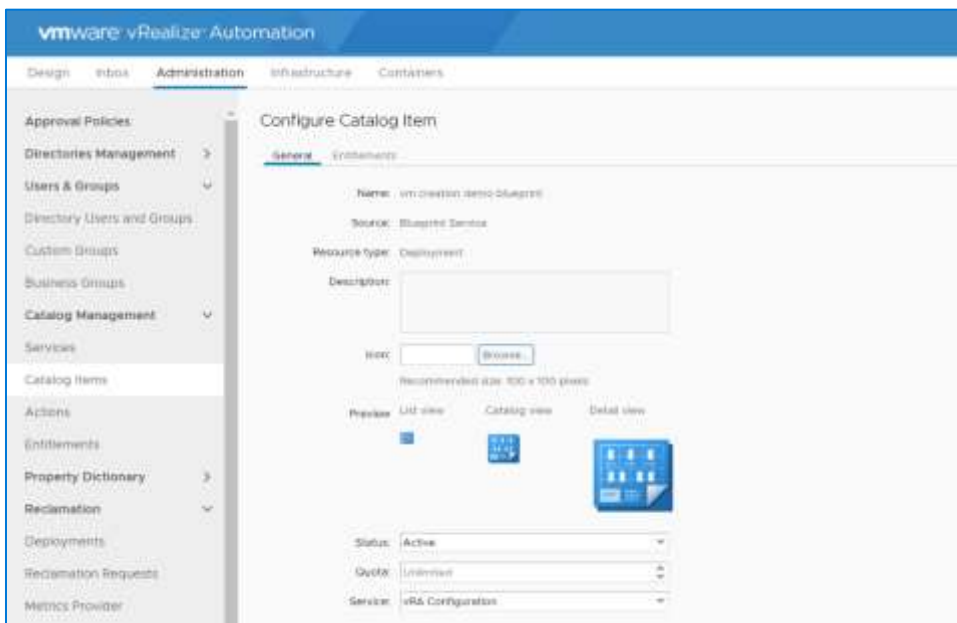 vmware vRealize Automation
Design Inbox Administration Infrastructure Containers
Approval Policies
Directories Management
Users & Groups
Directory Users and Groups
Custom Groups
Business Groups
Catalog Management
Services
Catalog Items
Actions
Entitlements
Property Dictionary
Reclamation
Deployments
Reclamation Requests
Metrics Provider
Configure Catalog Item
General Entitlements
Name: vm creation demo blueprint
Source: Blueprint Service
Resource type: Deployment
Description:
Icon: Browse...
Recommended size: 100 x 100 pixels
Preview List view Catalog view Detail view
Status: Active
Quota: Unlimited
Service: vRA Configuration